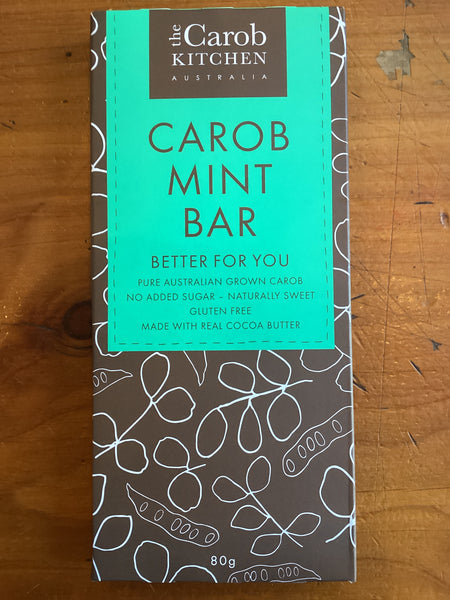 the Carob
KITCHEN
AUSTRALIA
CAROB
MINT
BAR
BETTER FOR YOU
PURE AUSTRALIAN GROWN CAROB
NO ADDED SUGAR – NATURALLY SWEET
GLUTEN FREE
MADE WITH REAL COCOA BUTTER
80g